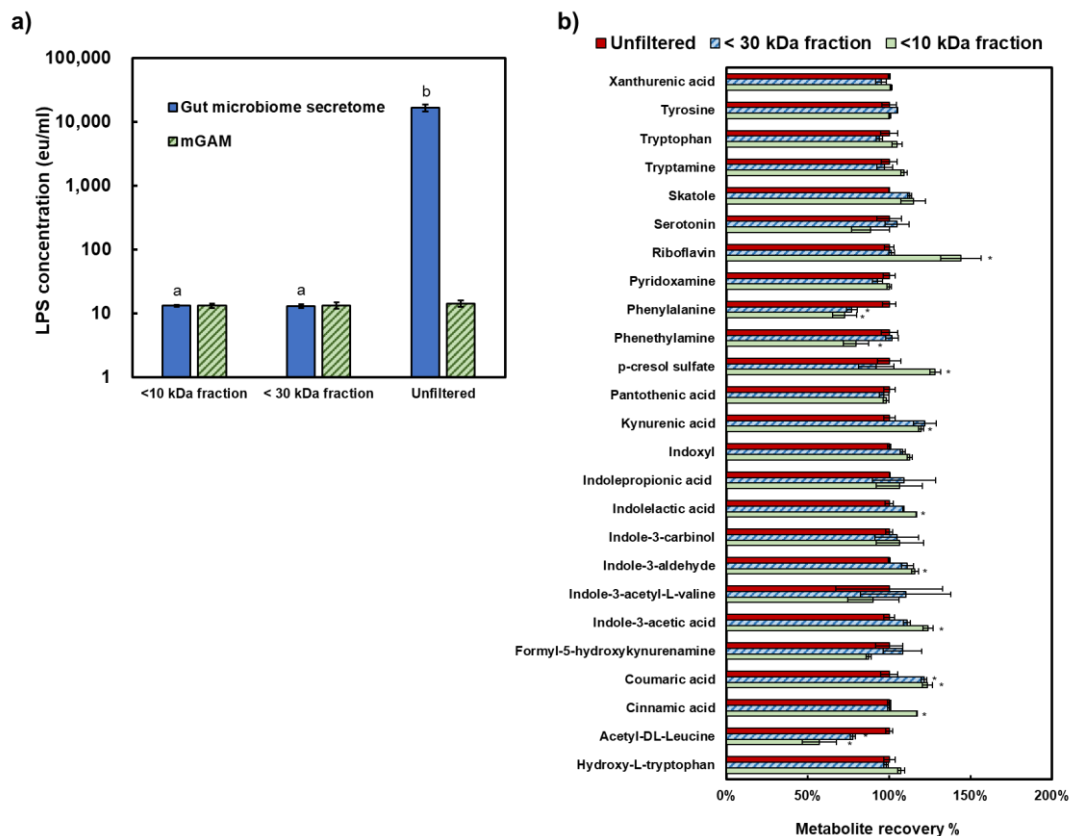 a)
100,000
10,000
1,000
100
10
1
LPS concentration (eu/ml)
Gut microbiome secretome
mGAM
a
a
b
<10 kDa fraction
< 30 kDa fraction
Unfiltered
b)
Unfiltered
< 30 kDa fraction
<10 kDa fraction
Xanthurenic acid
Tyrosine
Tryptophan
Tryptamine
Skatole
Serotonin
Riboflavin
*
Pyridoxamine
Phenylalanine
*
*
Phenethylamine
*
p-cresol sulfate
*
Pantothenic acid
Kynurenic acid
*
Indoxyl
Indolepropionic acid
Indolelactic acid
*
Indole-3-carbinol
Indole-3-aldehyde
*
Indole-3-acetyl-L-valine
Indole-3-acetic acid
*
Formyl-5-hydroxykynurenamine
Coumaric acid
*
*
Cinnamic acid
*
Acetyl-DL-Leucine
*
*
Hydroxy-L-tryptophan
0%
50%
100%
150%
200%
Metabolite recovery %